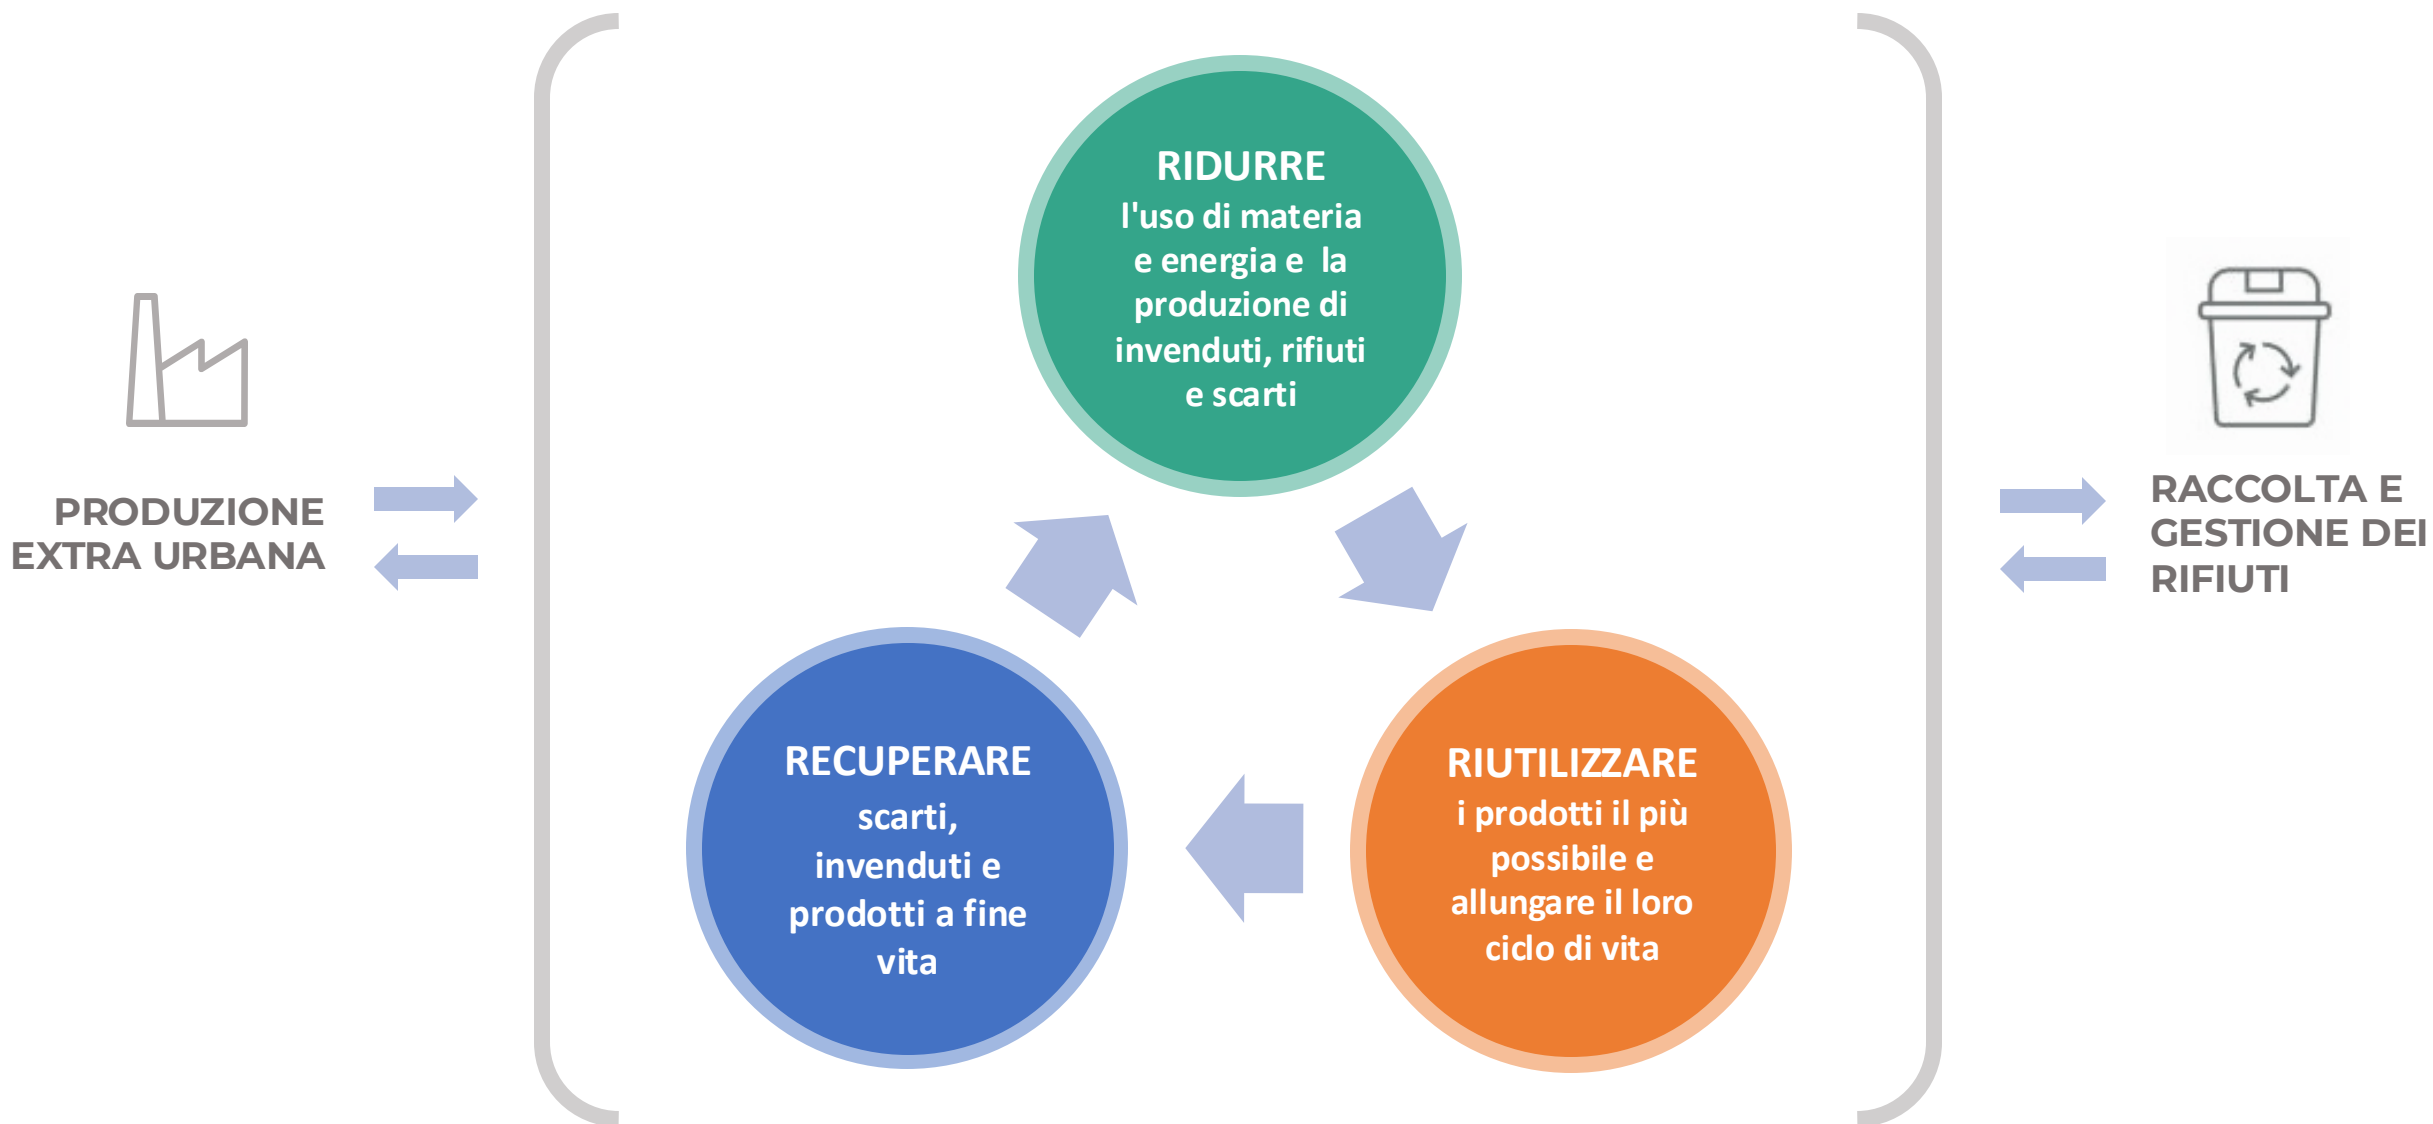 RIDURRE
l'uso di materia
e energia e la
produzione di
invenduti, rifiuti
e scarti
PRODUZIONE
EXTRA URBANA
RACCOLTA E
GESTIONE DEI
RIFIUTI
RECUPERARE
scarti,
invenduti e
prodotti a fine
vita
RIUTILIZZARE
i prodotti il più
possibile e
allungare il loro
ciclo di vita